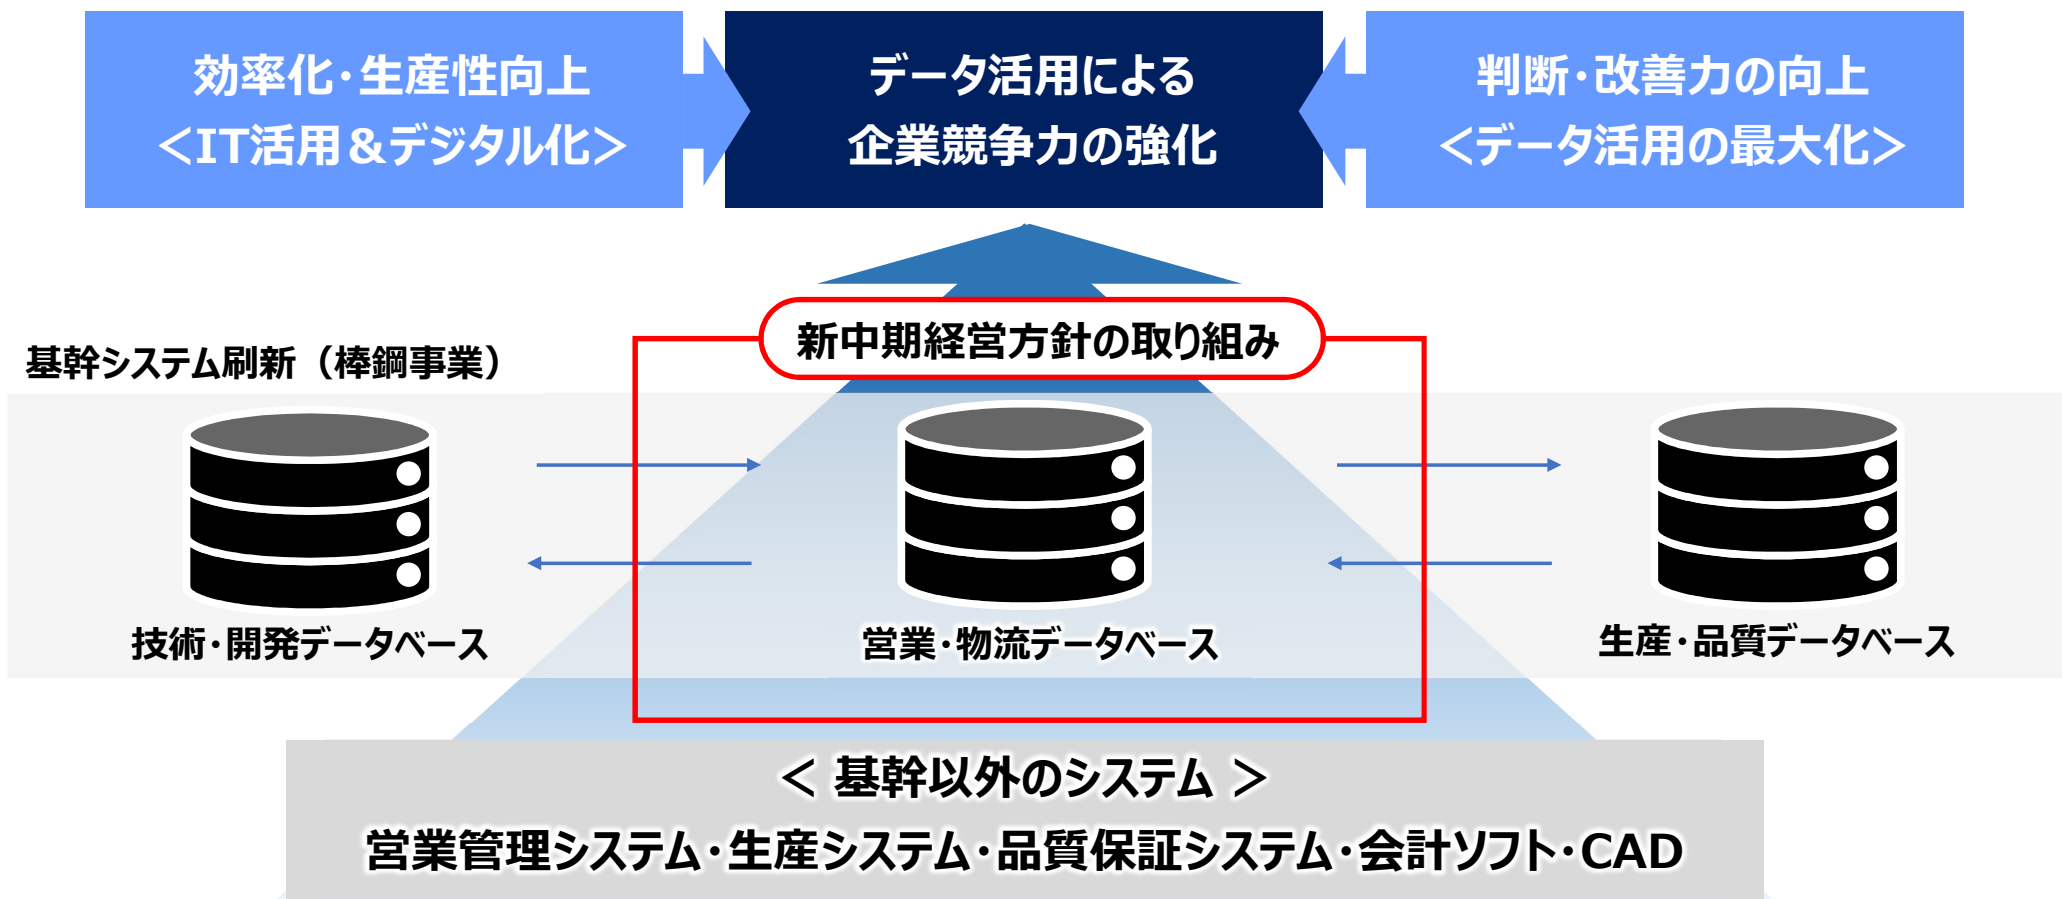 効率化・生産性向上
＜IT活用＆デジタル化＞
データ活用による
企業競争力の強化
判断・改善力の向上
＜データ活用の最大化＞
新中期経営方針の取り組み
基幹システム刷新（棒鋼事業）
技術・開発データベース
営業・物流データベース
生産・品質データベース
＜ 基幹以外のシステム ＞
営業管理システム・生産システム・品質保証システム・会計ソフト・CAD